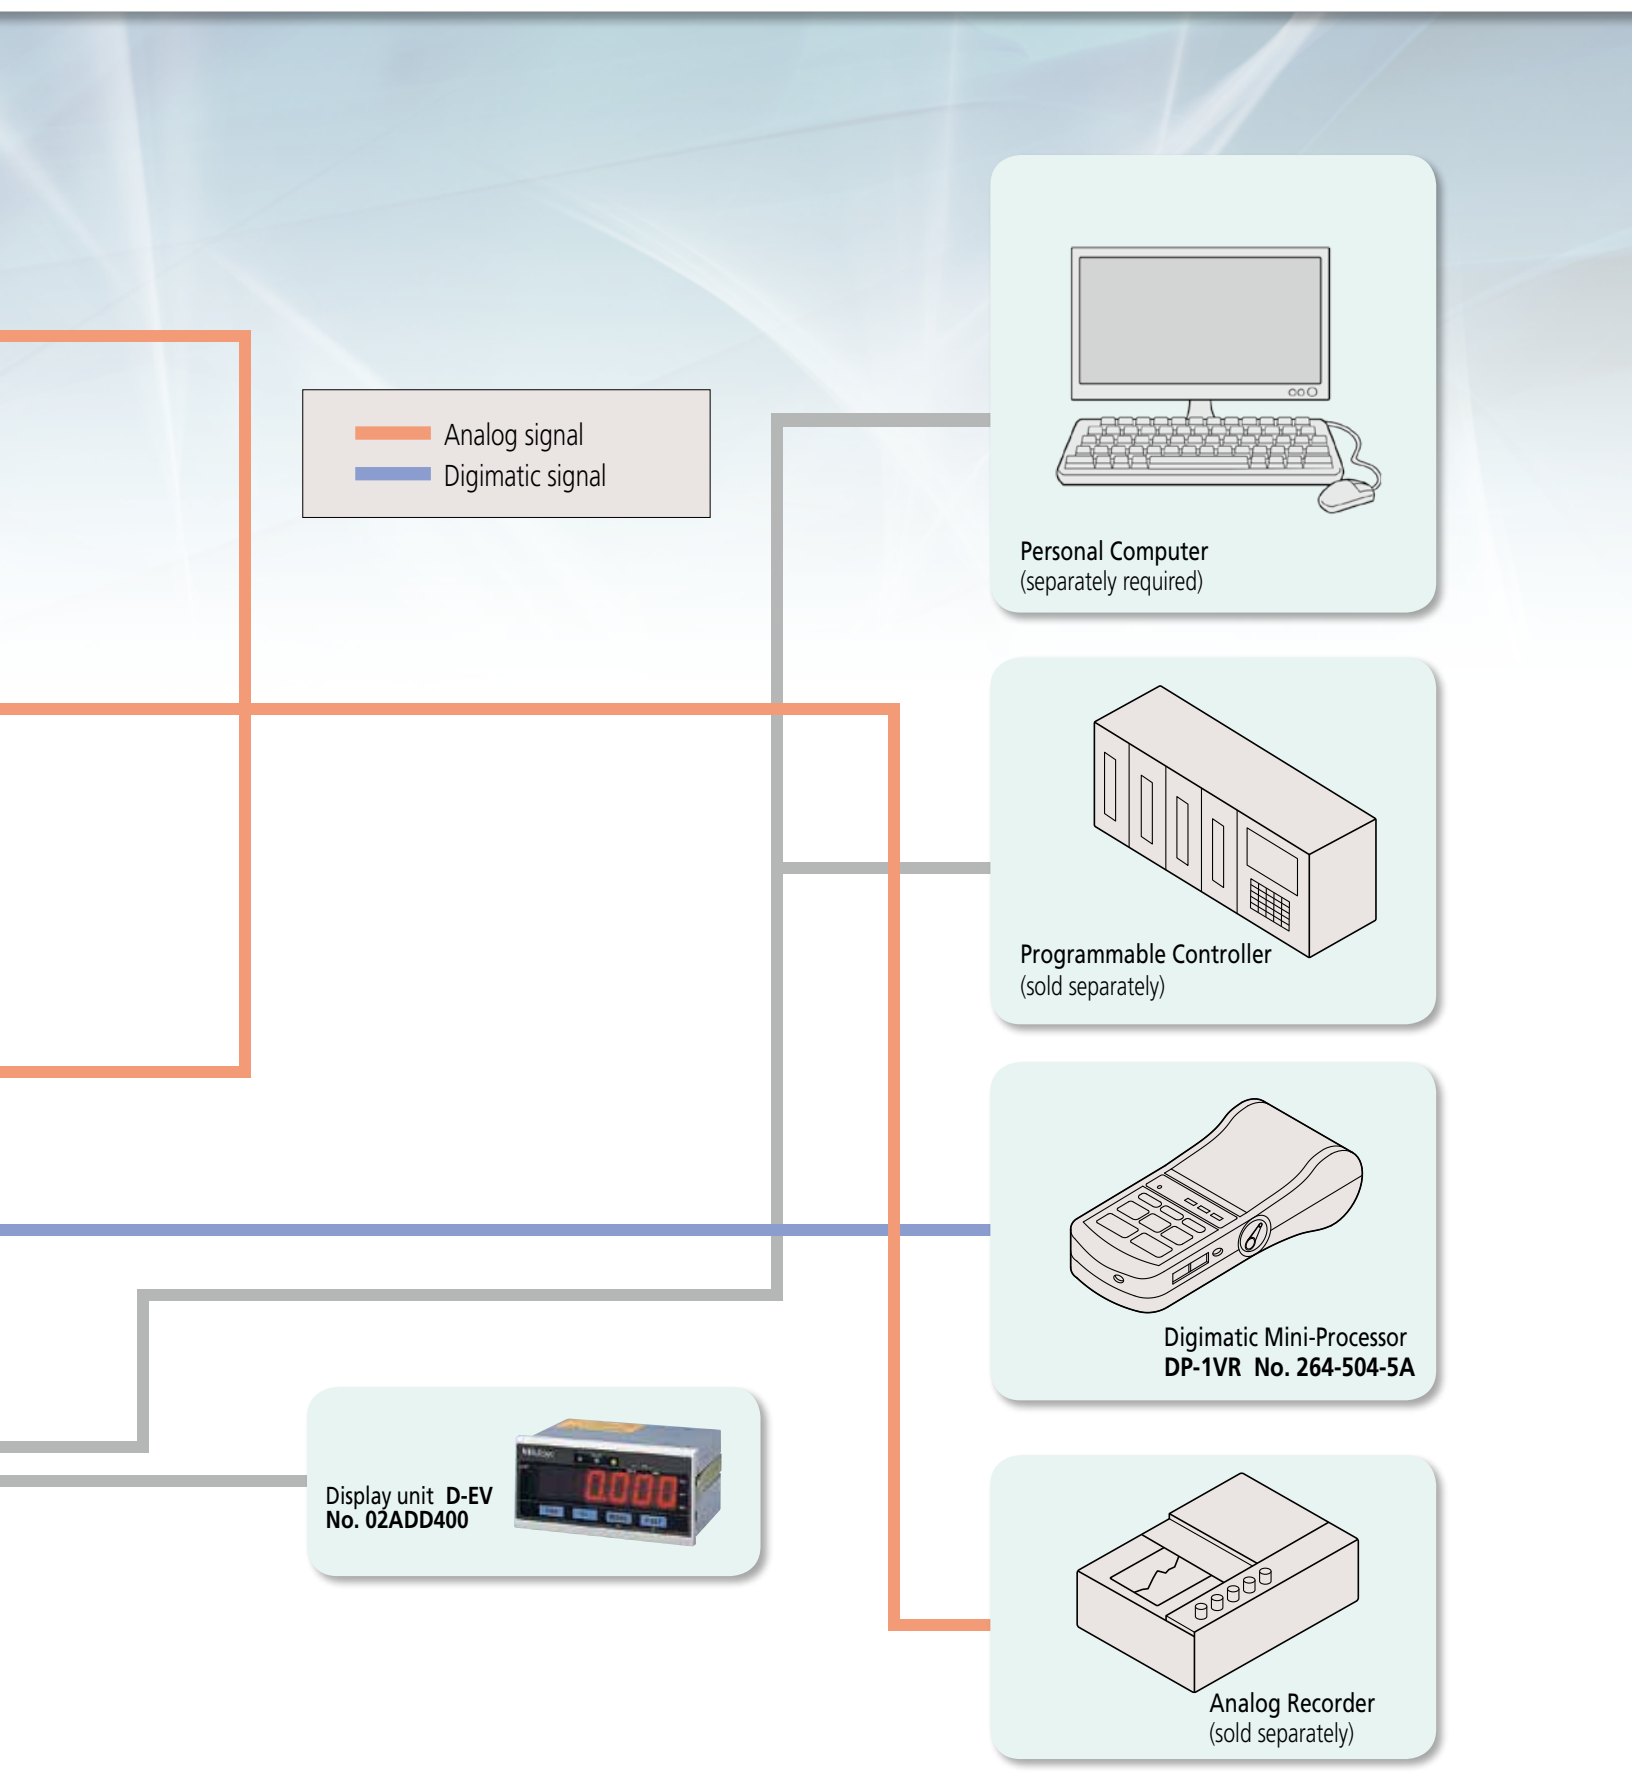 Analog signal
Digimatic signal
Personal Computer
(separately required)
Programmable Controller
(sold separately)
Digimatic Mini-Processor
DP-1VR No. 264-504-5A
Display unit D-EV
No. 02ADD400
Mitutoyo
0.000
Analog Recorder
(sold separately)